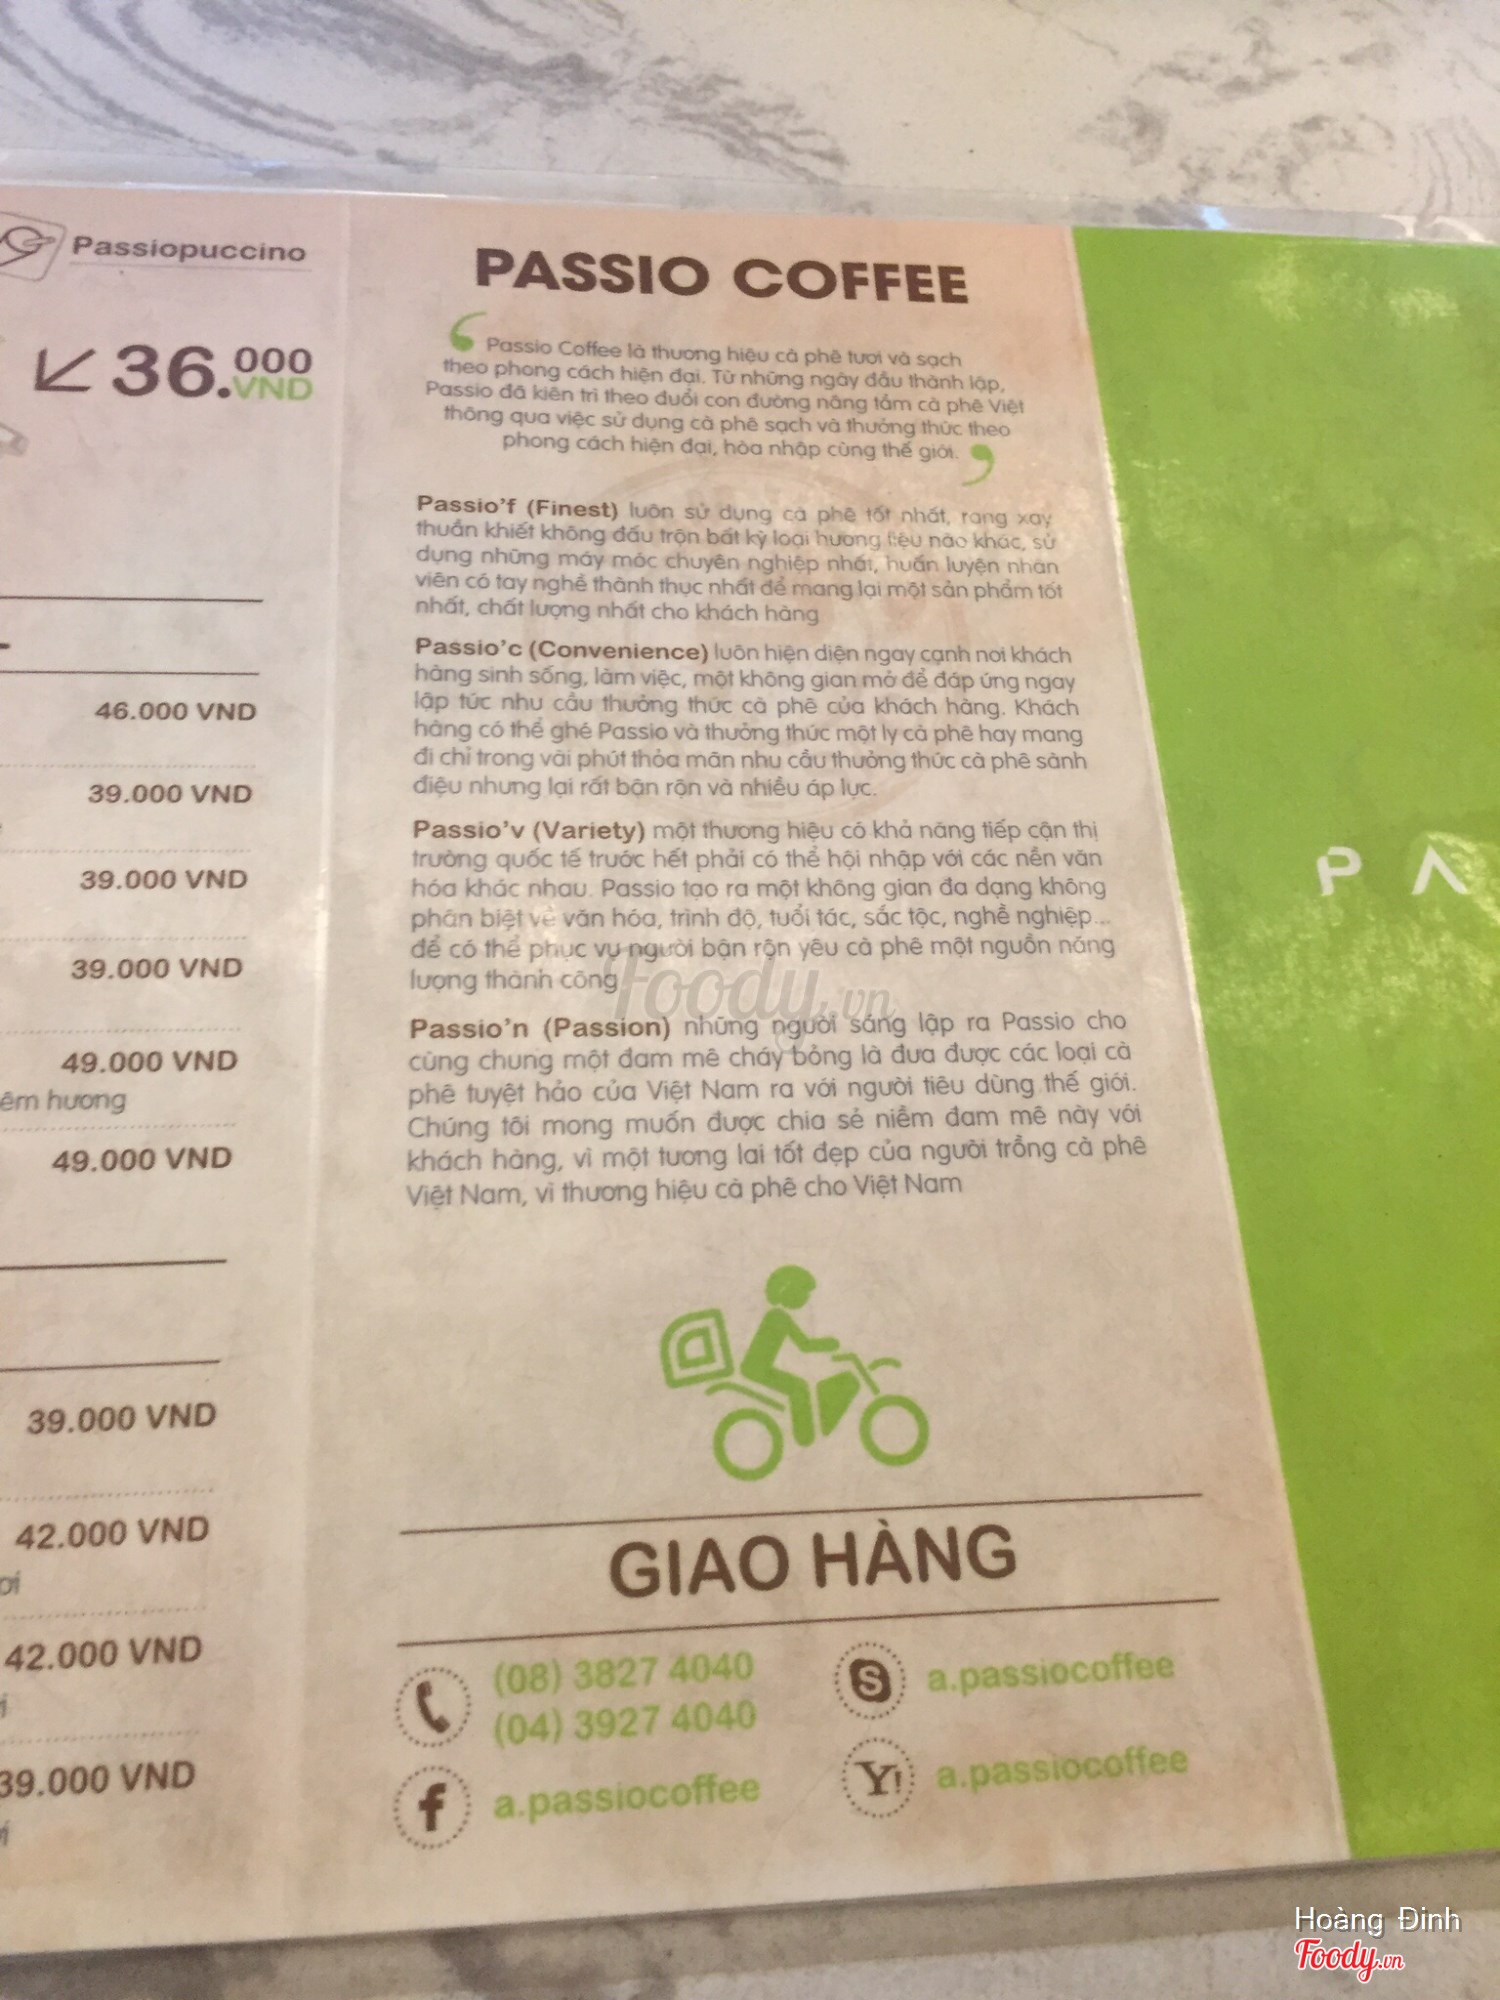 Passiopuccino
36.000 VND
46.000 VND
39.000 VND
39.000 VND
39.000 VND
49.000 VND
êm hương
49.000 VND
39.000 VND
42.000 VND
ơi
42.000 VND
39.000 VND
PASSIO COFFEE
Passio Coffee là thương hiệu cà phê tươi và sạch
theo phong cách hiện đại. Từ những ngày đầu thành lập,
Passio đã kiên trì theo đuổi con đường nâng tầm cà phê Việt
thông qua việc sử dụng cà phê sạch và thưởng thức theo
phong cách hiện đại, hòa nhập cùng thế giới.
Passio'f (Finest) luôn sử dụng cà phê tốt nhất, rang xay
thuần khiết không đấu trộn bất kỳ loại hương liệu nào khác, sử
dụng những máy móc chuyên nghiệp nhất, huấn luyện nhân
viên có tay nghề thành thục nhất để mang lại một sản phẩm tốt
nhất, chất lượng nhất cho khách hàng
Passio'c (Convenience) luôn hiện diện ngay cạnh nơi khách
hàng sinh sống, làm việc, một không gian mở để đáp ứng ngay
lập tức nhu cầu thưởng thức cà phê của khách hàng. Khách
hàng có thể ghé Passio và thưởng thức một ly cà phê hay mang
đi chỉ trong vài phút thỏa mãn nhu cầu thưởng thức cà phê sành
điệu nhưng lại rất bận rộn và nhiều áp lực.
Passio'v (Variety) một thương hiệu có khả năng tiếp cận thị
trường quốc tế trước hết phải có thể hội nhập với các nền văn
hóa khác nhau. Passio tạo ra một không gian đa dạng không
phân biệt về văn hóa, trình độ, tuổi tác, sắc tộc, nghề nghiệp...
để có thể phục vụ người bận rộn yêu cà phê một nguồn năng
lượng thành công
Passio'n (Passion) những người sáng lập ra Passio cho
cùng chung một đam mê cháy bỏng là đưa được các loại cà
phê tuyệt hảo của Việt Nam ra với người tiêu dùng thế giới.
Chúng tôi mong muốn được chia sẻ niềm đam mê này với
khách hàng, vì một tương lai tốt đẹp của người trồng cà phê
Việt Nam, vì thương hiệu cà phê cho Việt Nam
Foody.vn
GIAO HÀNG
(08) 3827 4040
(04) 3927 4040
a.passiocoffee
a.passiocoffee
Y! a.passiocoffee
P A
Hoàng Đinh
Foody.vn